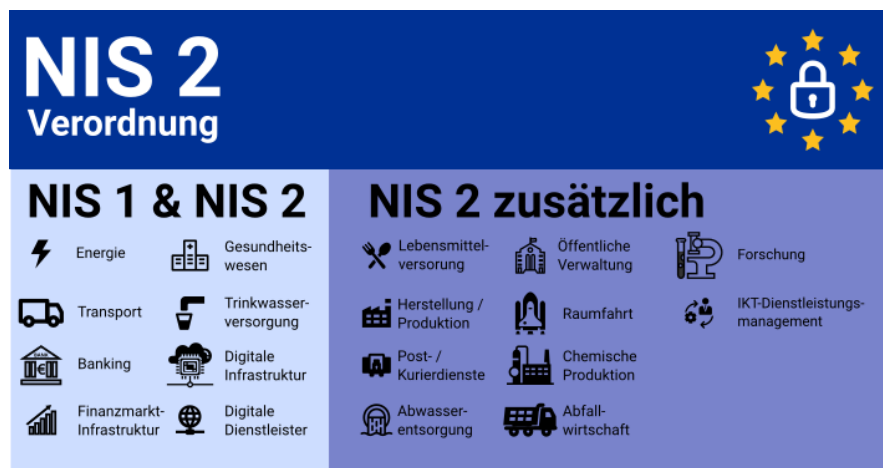 NIS 2
Verordnung
NIS 1 & NIS 2
Energie
Gesundheits-
wesen
Transport
Trinkwasser-
versorgung
BANK
Banking
Digitale
Infrastruktur
Finanzmarkt-
Infrastruktur
Digitale
Dienstleister
NIS 2 zusätzlich
Lebensmittel-
versorung
Öffentliche
Verwaltung
Forschung
Herstellung /
Produktion
Raumfahrt
IKT-Dienstleistungs-
management
Post- /
Kurierdienste
Chemische
Produktion
Abwasser-
entsorgung
Abfall-
wirtschaft